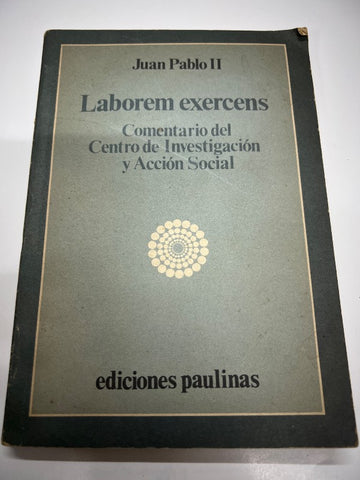 Juan Pablo II
Laborem exercens
Comentario del
Centro de Investigación
y Acción Social
ediciones paulinas